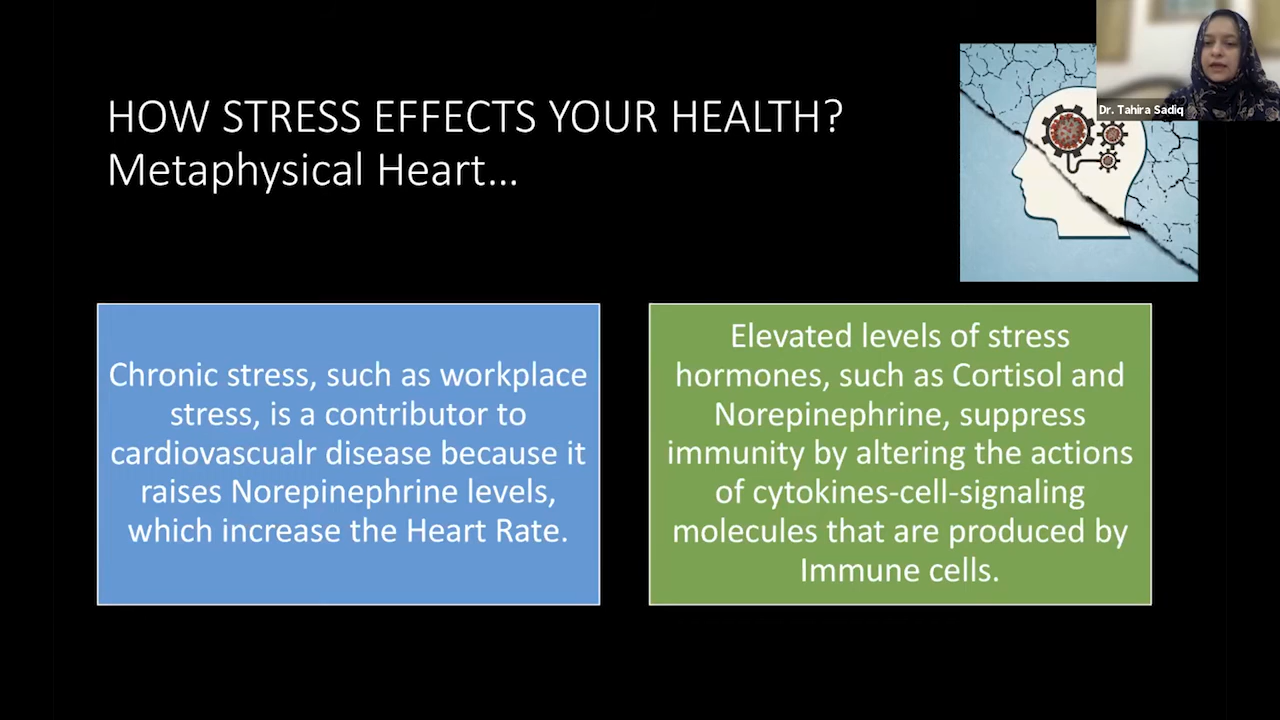 HOW STRESS EFFECTS YOUR HEALTH?
Metaphysical Heart...
Dr. Tahira Sadiq
Chronic stress, such as workplace
stress, is a contributor to
cardiovascualr disease because it
raises Norepinephrine levels,
which increase the Heart Rate.
Elevated levels of stress
hormones, such as Cortisol and
Norepinephrine, suppress
immunity by altering the actions
of cytokines-cell-signaling
molecules that are produced by
Immune cells.